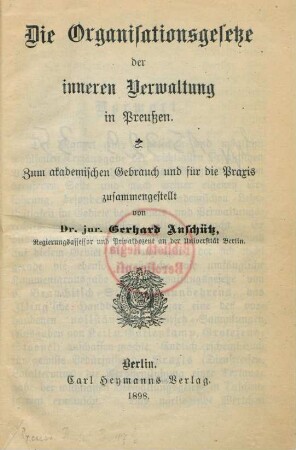 Die Organisationsgesetze
der
inneren Verwaltung
in Preußen.
Zum akademischen Gebrauch und für die Praxis
zusammengestellt
von
Dr. jur. Gerhard Anschütz,
Regierungsassessor und Privatdozent an der Universität Berlin.
Berlin.
Carl Heymanns Verlag.
1898.